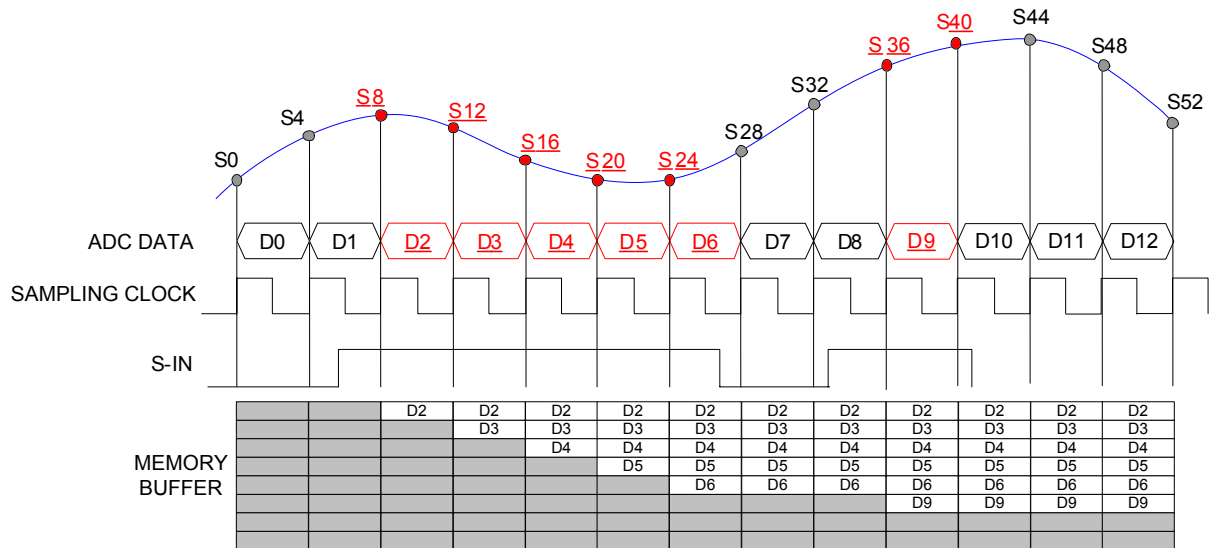 S0 S4 S8 S12 S16 S20 S24 S28 S32 S36 S40 S44 S48 S52
ADC DATA D0 D1 D2 D3 D4 D5 D6 D7 D8 D9 D10 D11 D12
SAMPLING CLOCK
S-IN
MEMORY
BUFFER
D2 D2 D2 D2 D2 D2 D2 D2 D2 D2 D2
D3 D3 D3 D3 D3 D3 D3 D3 D3 D3
D4 D4 D4 D4 D4 D4 D4 D4 D4
D5 D5 D5 D5 D5 D5 D5 D5
D6 D6 D6 D6 D6 D6 D6
D9 D9 D9 D9